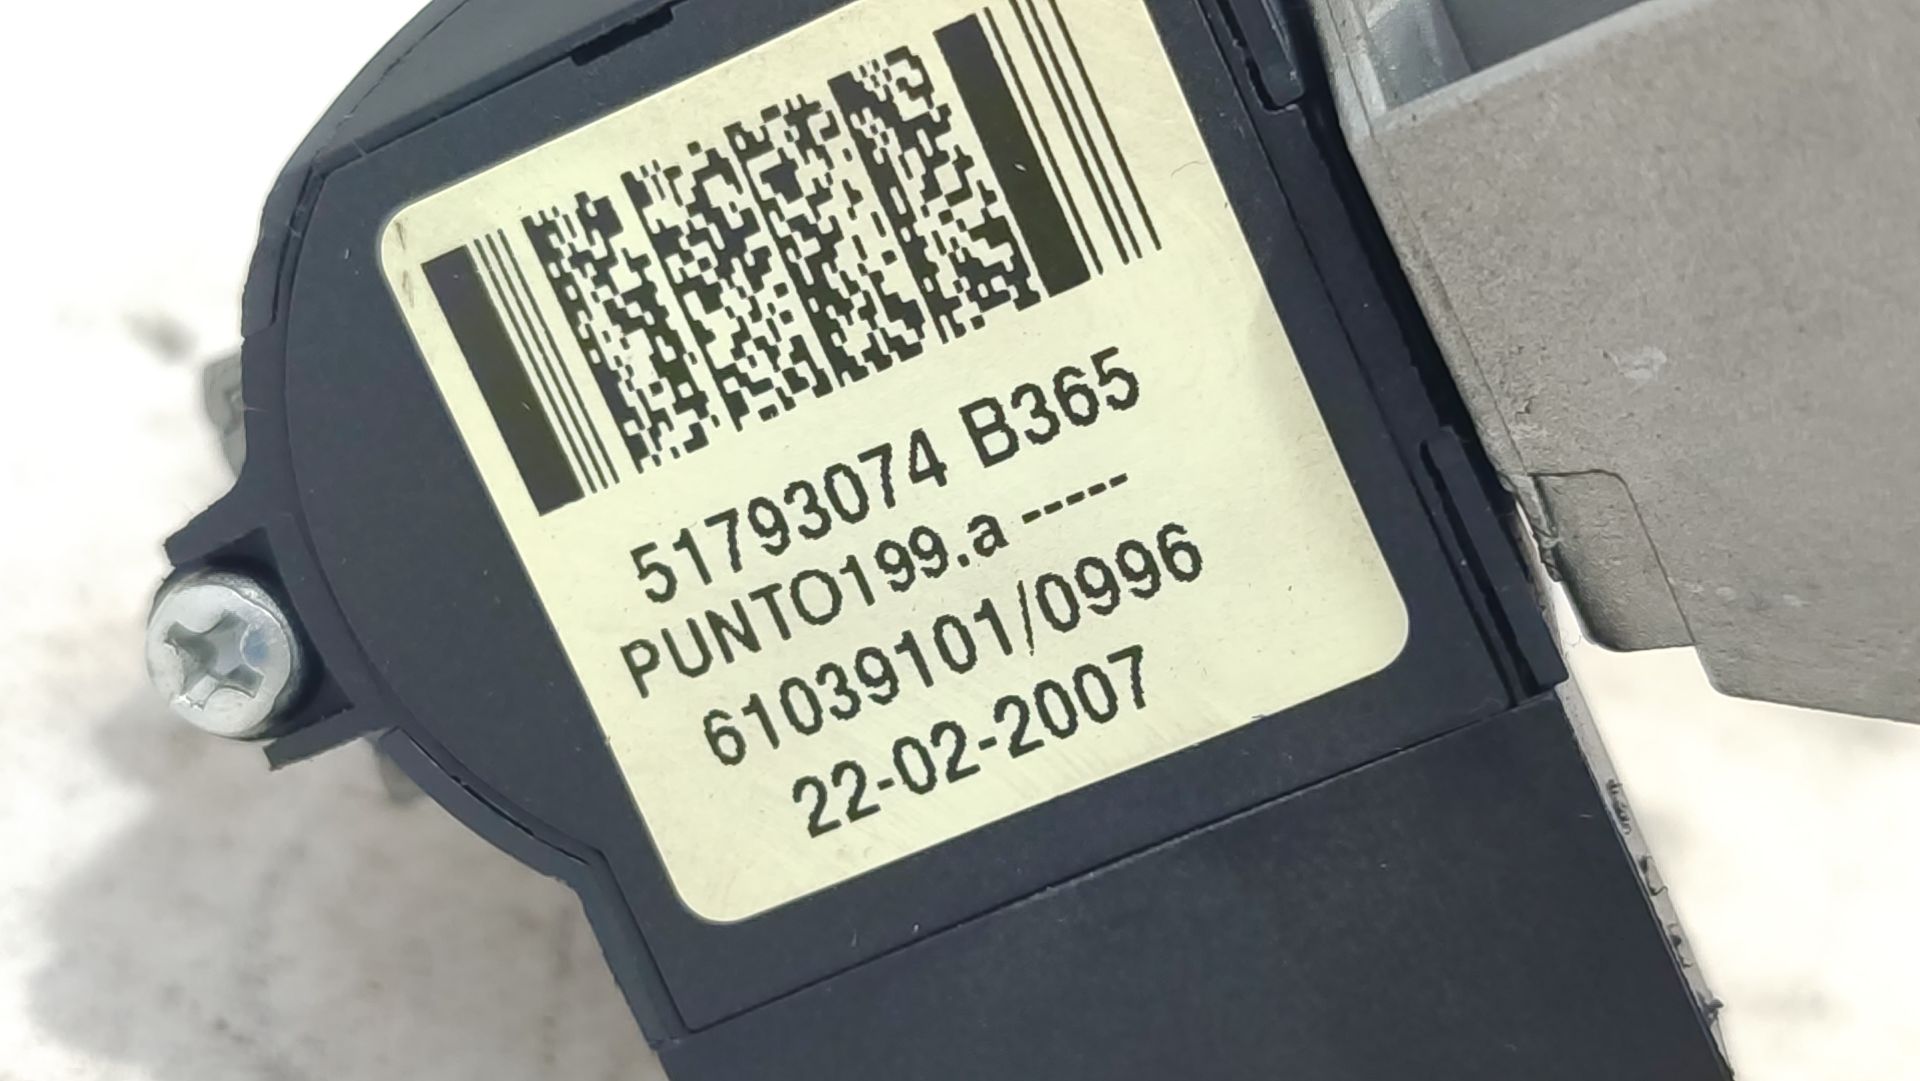 51793074 B365
PUNTO199.a -----
61039101/0996
22-02-2007